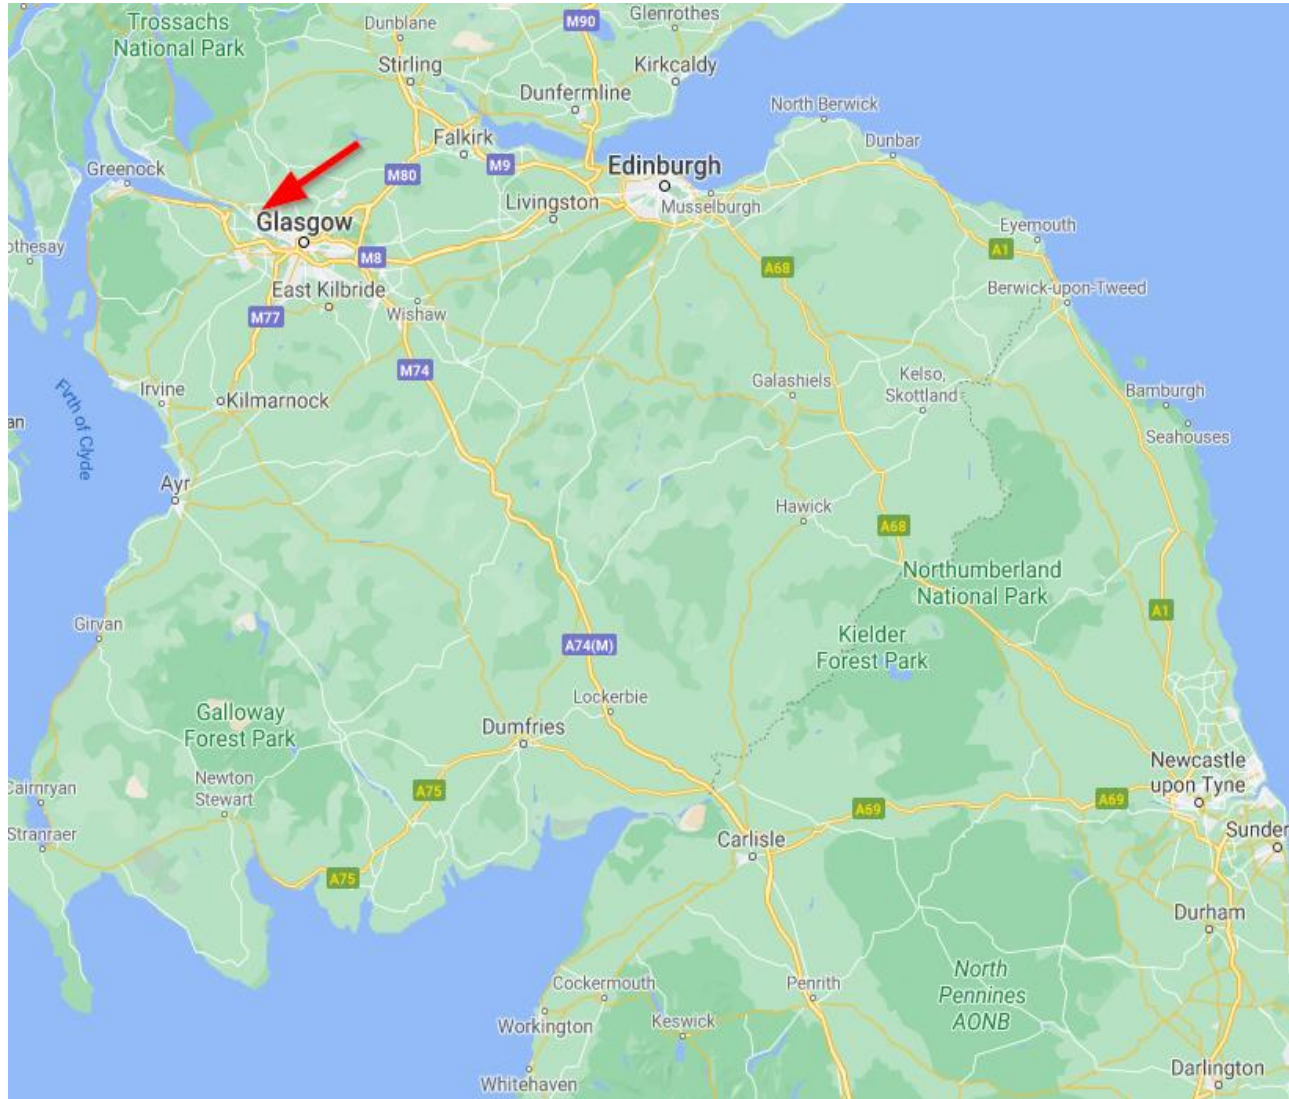 Trossachs
National Park
Dunblane
M90
Glenrothes
Stirling
Kirkcaldy
Dunfermline
North Berwick
Falkirk
Dunbar
Greenock
M80
M9
Edinburgh
Livingston
Musselburgh
Glasgow
Eyemouth
othesay
M8
A68
A1
East Kilbride
Berwick-upon-Tweed
M77
Wishaw
M74
Irvine
Kilmarnock
Galashiels
Kelso,
Skottland
Bamburgh
Firth of Clyde
an
Seahouses
Ayr
Hawick
A68
Northumberland
National Park
A1
Girvan
A74(M)
Kielder
Forest Park
Lockerbie
Galloway
Forest Park
Dumfries
Newton
Stewart
Cairnryan
A75
Newcastle
upon Tyne
A69
A69
Stranraer
Carlisle
Sunder
A75
Durham
Cockermouth
Penrith
North
Pennines
AONB
Workington
Keswick
Whitehaven
Darlington